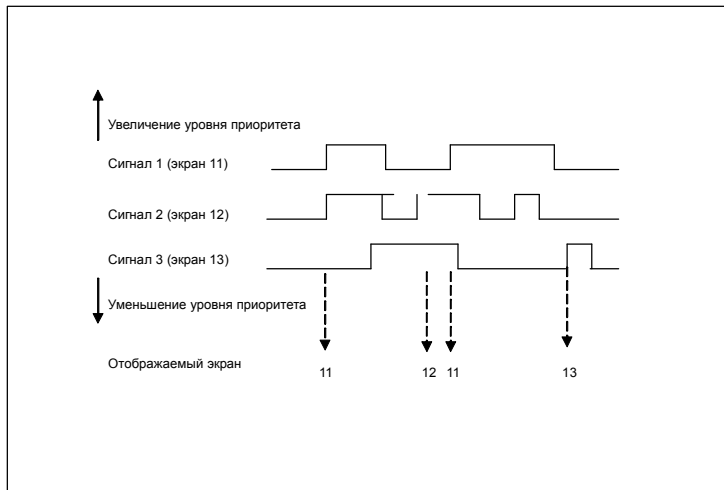 Увеличение уровня приоритета
Сигнал 1 (экран 11)
Сигнал 2 (экран 12)
Сигнал 3 (экран 13)
Уменьшение уровня приоритета
Отображаемый экран
11 12 11 13